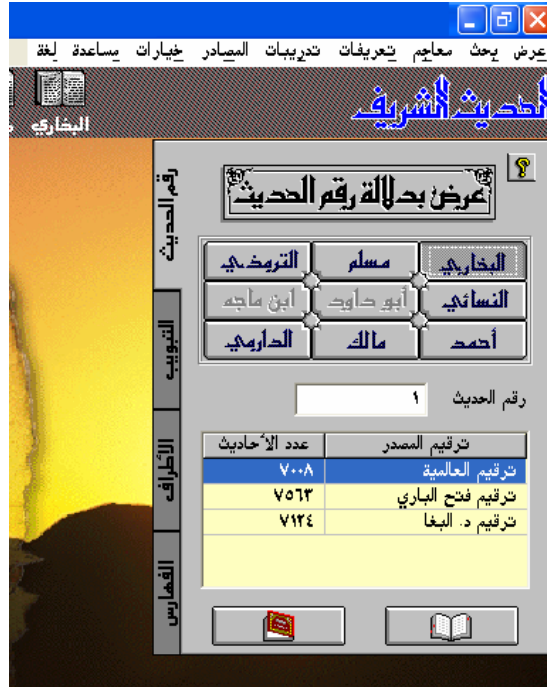 عرض بحث معاجم تعريفات تدريبات المصادر خيارات مساعدة لغة
الحديث الشريف
البخاري
عرض بدلالة رقم الحديث
البخاري مسلم الترمذي
النسائي أبو داود ابن ماجه
أحمد مالك الدارمي
رقم الحديث ١
ترقيم المصدر عدد الأحاديث
ترقيم العالمية ٧٠٠٨
ترقيم فتح الباري ٧٥٦٣
ترقيم د. البغا ٧١٢٤
رقم الحديث
التبويب
الأطراف
الفهارس